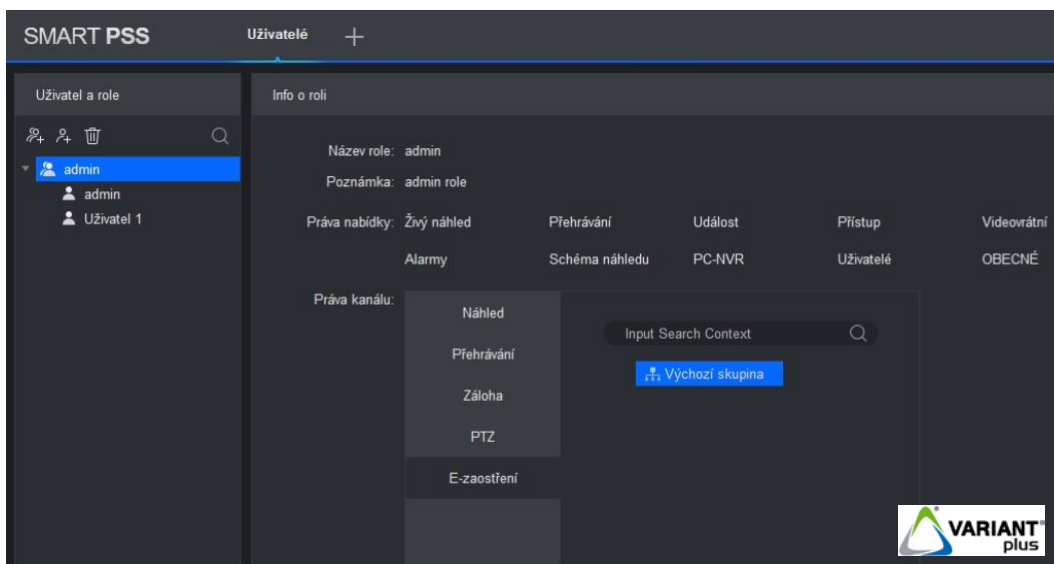 SMART PSS
Uživatelé
Uživatel a role
Info o roli
admin
admin
Uživatel 1
Název role: admin
Poznámka: admin role
Práva nabídky: Živý náhled Přehrávání Událost Přístup Videovrátní
Alarmy Schéma náhledu PC-NVR Uživatelé OBECNÉ
Práva kanálu:
Náhled
Přehrávání
Záloha
PTZ
E-zaostření
Input Search Context
Výchozí skupina
VARIANT
plus